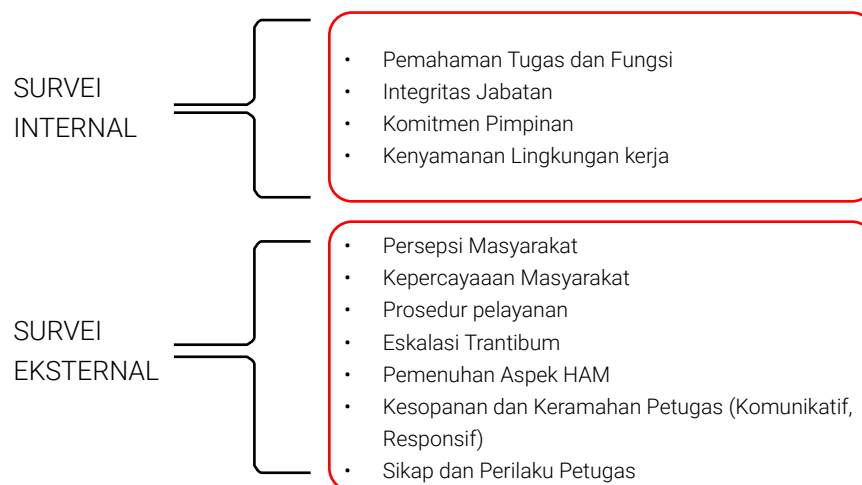 SURVEI
INTERNAL
• Pemahaman Tugas dan Fungsi
• Integritas Jabatan
• Komitmen Pimpinan
• Kenyamanan Lingkungan kerja
SURVEI
EKSTERNAL
• Persepsi Masyarakat
• Kepercayaaan Masyarakat
• Prosedur pelayanan
• Eskalasi Trantibum
• Pemenuhan Aspek HAM
• Kesopanan dan Keramahan Petugas (Komunikatif,
Responsif)
• Sikap dan Perilaku Petugas